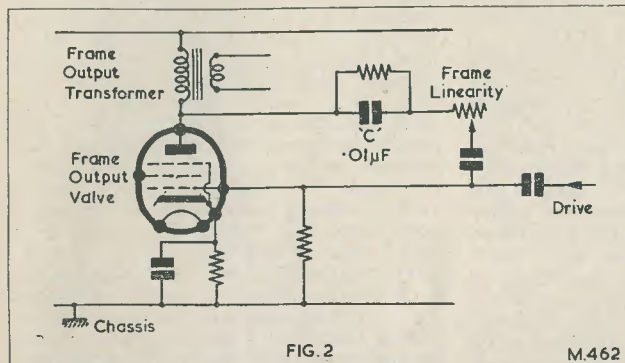 Frame
Output
Transformer
Frame
Linearity
'C'
·01µF
Frame
Output
Valve
Drive
Chassis
FIG. 2
M.462